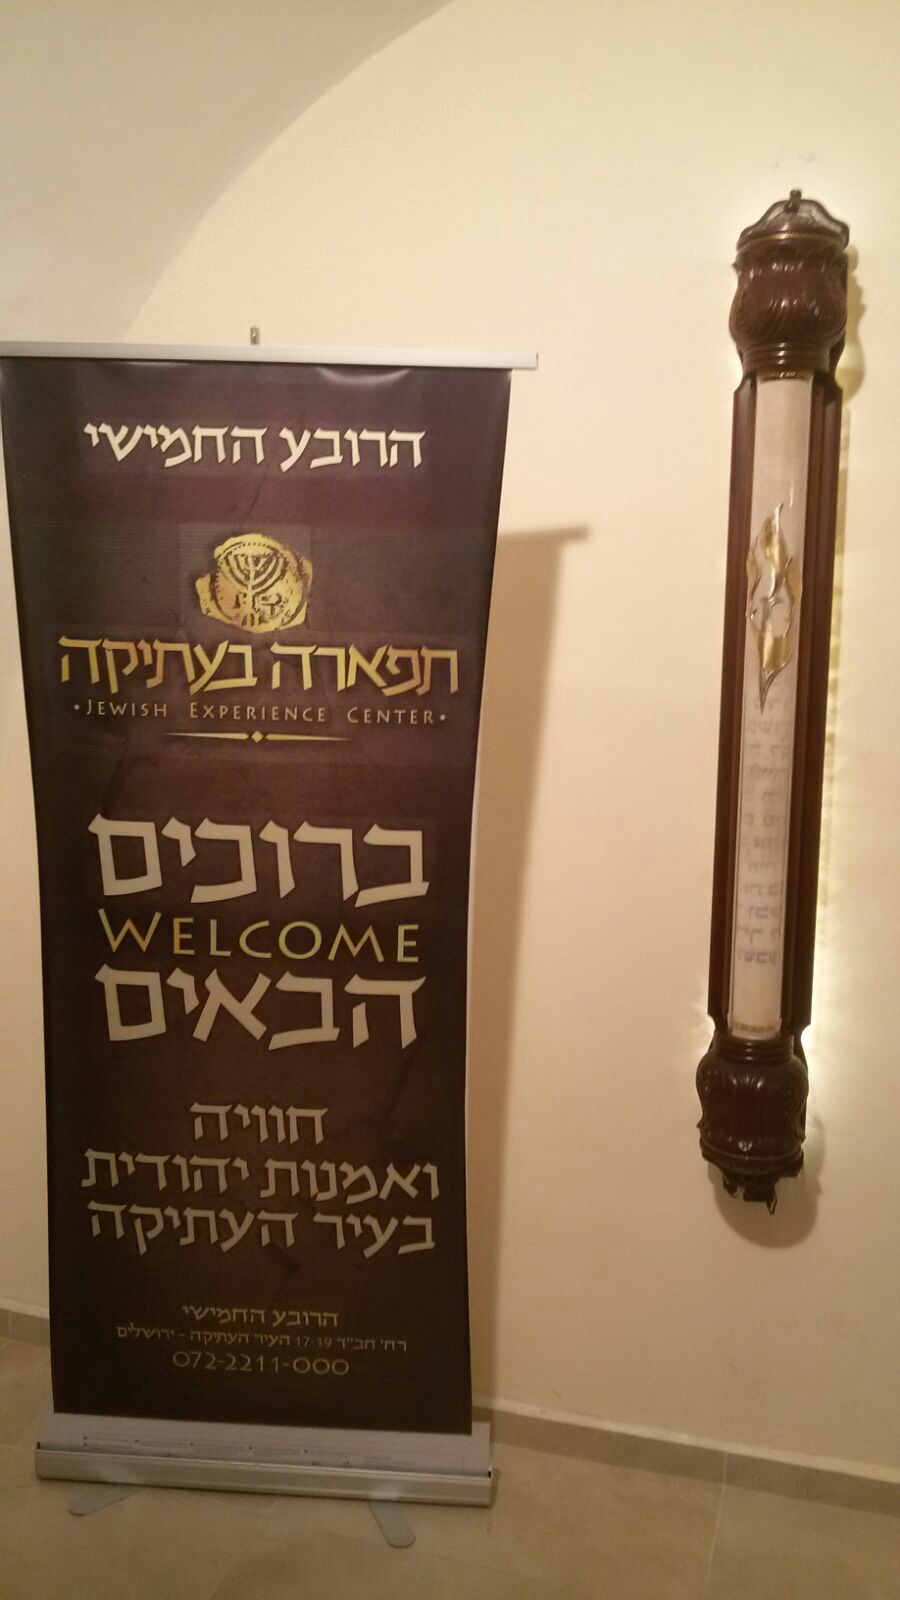 הרובע החמישי
תפארה בעתיקה
·JEWISH EXPERIENCE CENTER·
ברוכים
WELCOME
הבאים
חוויה
ואמנות יהודית
בעיר העתיקה
הרובע החמישי
רח׳ חב״ד 17-19 העיר העתיקה - ירושלים
072-2211-000